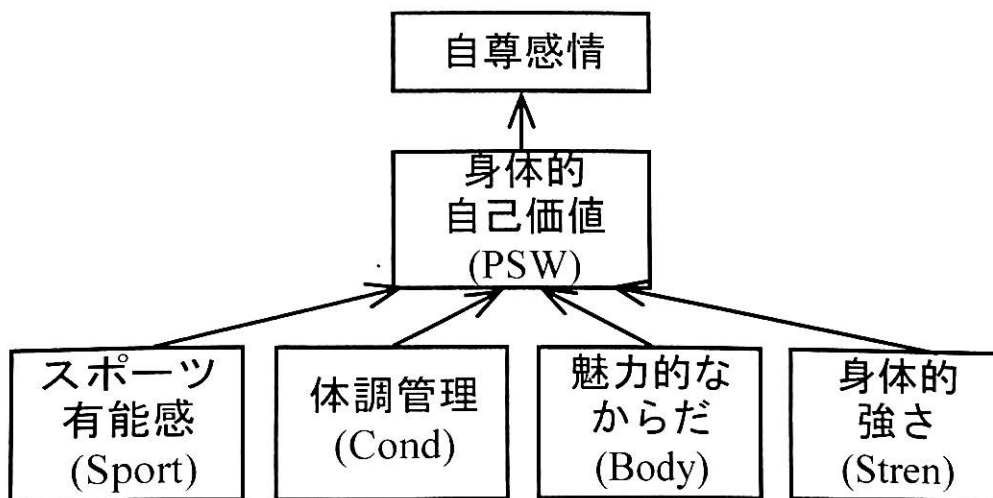 自尊感情
身体的
自己価値
(PSW)
スポーツ
有能感
(Sport)
体調管理
(Cond)
魅力的な
からだ
(Body)
身体的
強さ
(Stren)